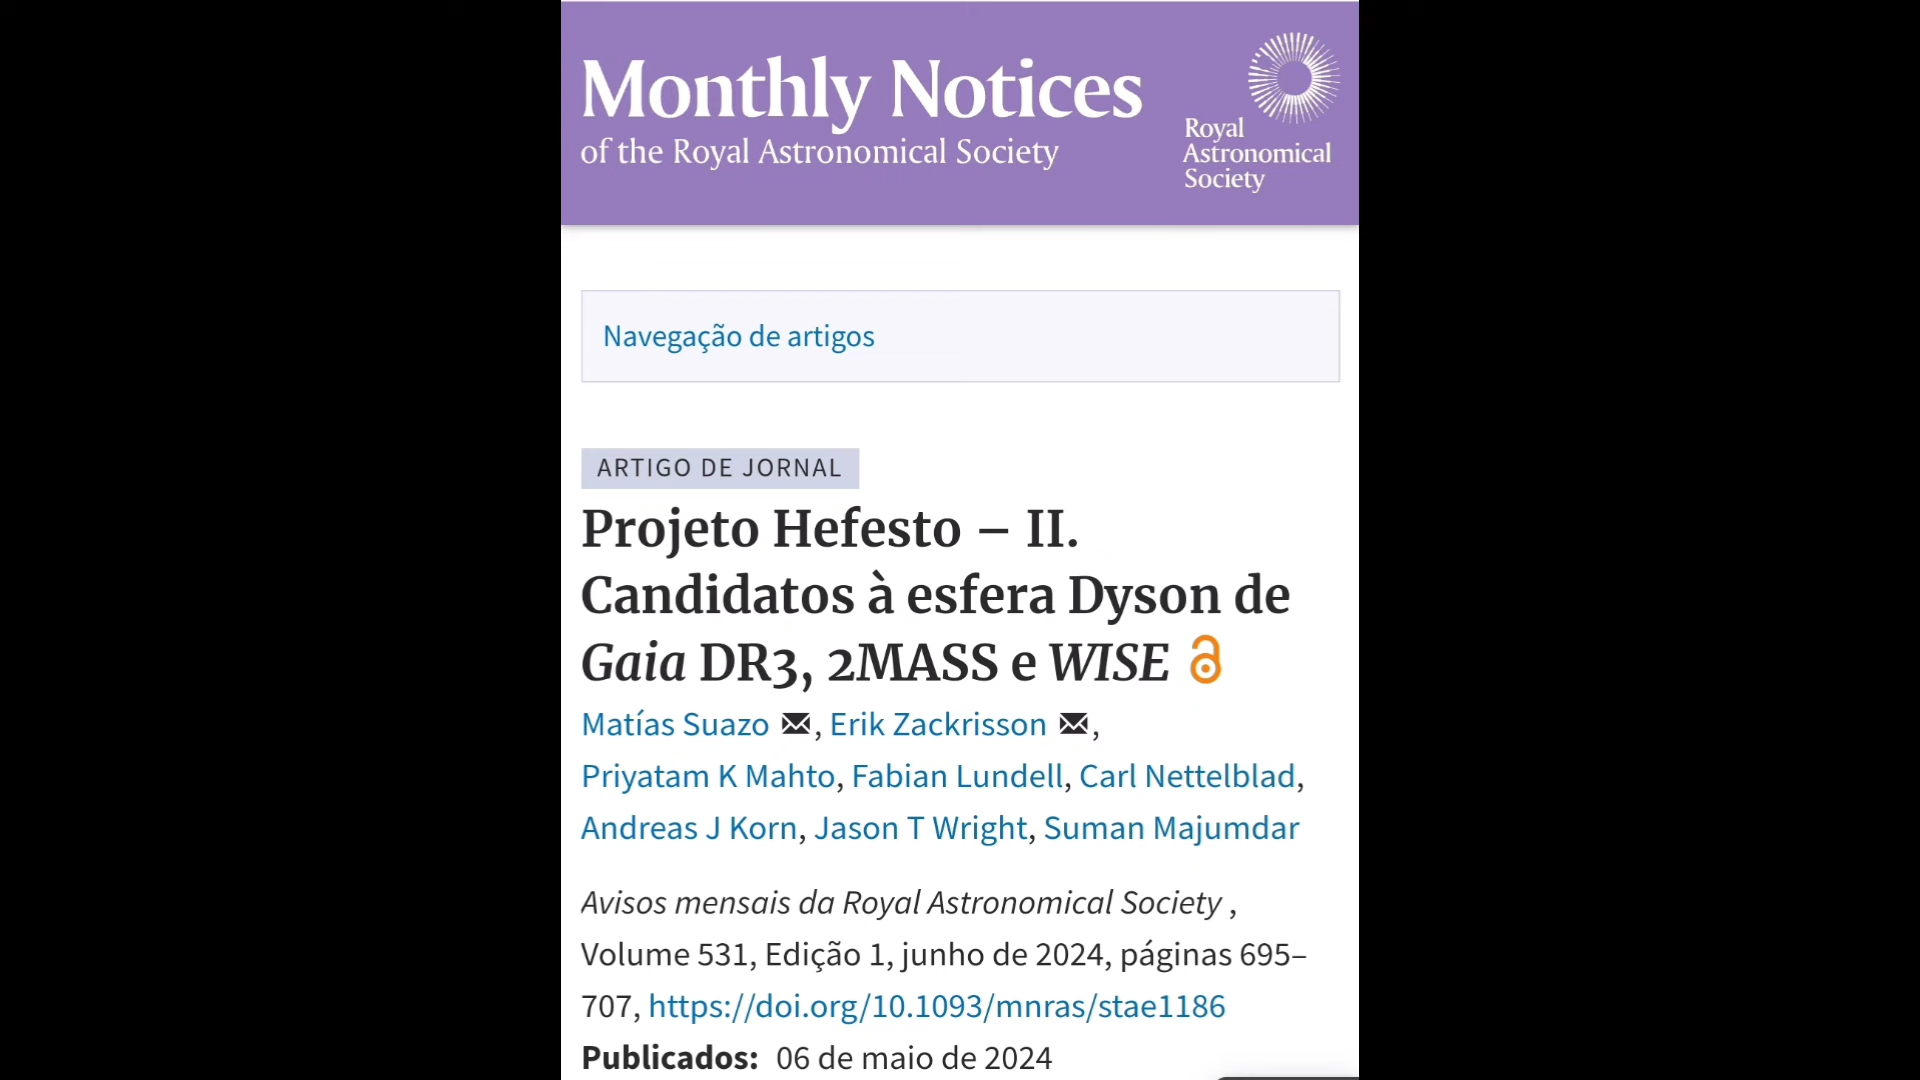 Monthly Notices
of the Royal Astronomical Society
Royal
Astronomical
Society
Navegação de artigos
ARTIGO DE JORNAL
Projeto Hefesto – II.
Candidatos à esfera Dyson de
Gaia DR3, 2MASS e WISE
Matías Suazo , Erik Zackrisson ,
Priyatam K Mahto, Fabian Lundell, Carl Nettelblad,
Andreas J Korn, Jason T Wright, Suman Majumdar
Avisos mensais da Royal Astronomical Society ,
Volume 531, Edição 1, junho de 2024, páginas 695–
707, https://doi.org/10.1093/mnras/stae1186
Publicados: 06 de maio de 2024